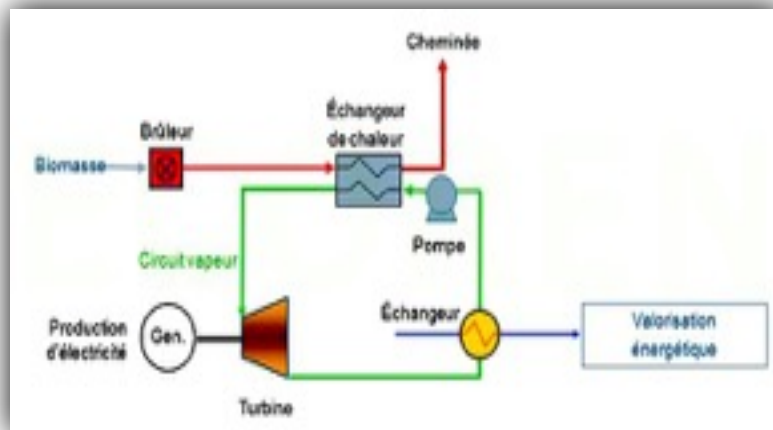 Cheminée
Échangeur
de chaleur
Brûleur
Biomasse
Pompe
Circuit vapeur
Échangeur
Production
d'électricité
Gen.
Valorisation
énergétique
Turbine